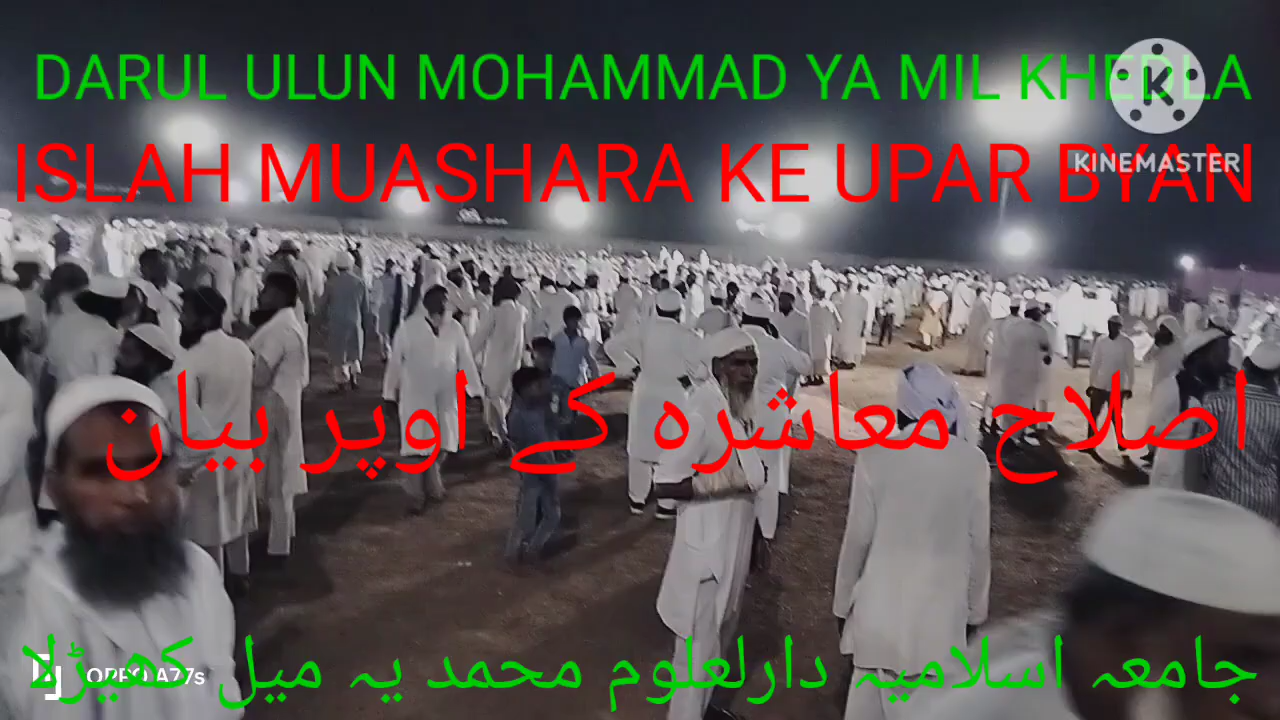 DARUL ULUN MOHAMMAD YA MIL KHEDLA
KINEMASTER
ISLAH MUASHARA KE UPAR BYAN
اصلاح معاشرہ کے اوپر بیان
جامعہ اسلامیہ دارلعلوم محمد یہ میل کھیڑلا
OPPO A77s